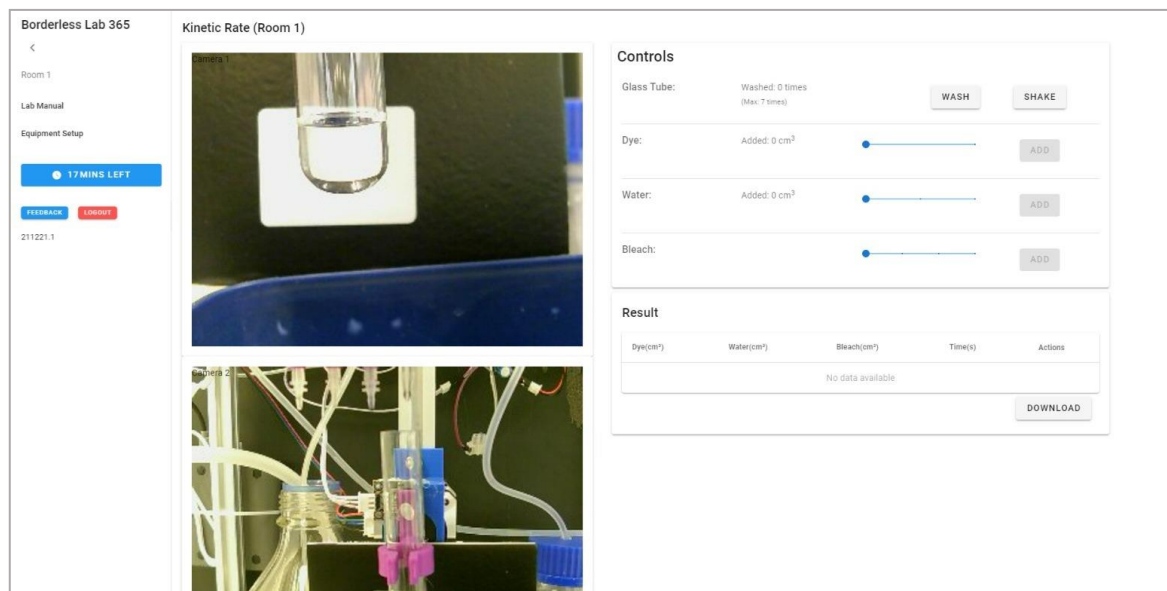 Borderless Lab 365
Room 1
Lab Manual
Equipment Setup
17 MINS LEFT
FEEDBACK LOGOUT
211221.1
Kinetic Rate (Room 1)
Camera 1
Camera 2
Controls
Glass Tube: Washed: 0 times WASH SHAKE
(Max. 7 times)
Dye: Added: 0 cm³ ADD
Water: Added: 0 cm³ ADD
Bleach: ADD
Result
Dye(cm³) Water(cm³) Bleach(cm³) Time(s) Actions
No data available
DOWNLOAD